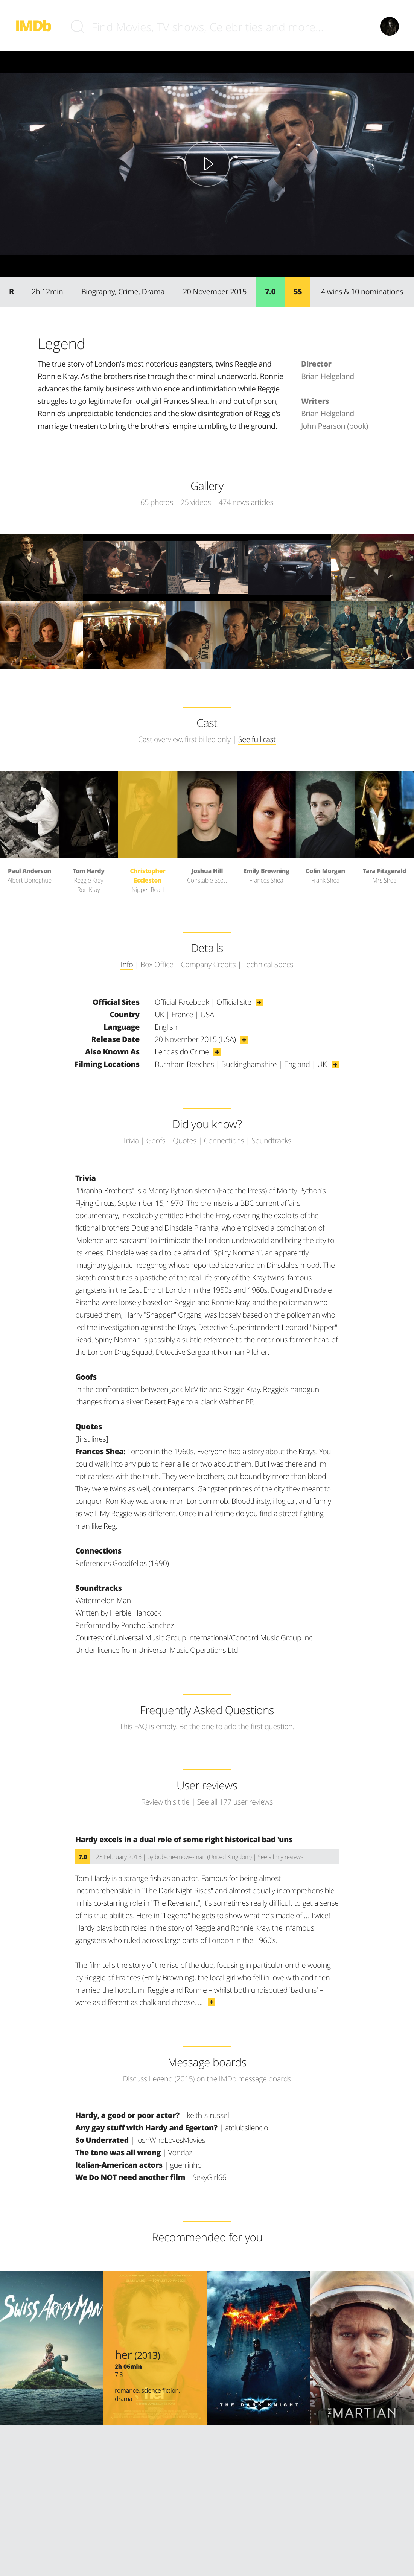 IMDb
Find Movies, TV shows, Celebrities and more...
R 2h 12min Biography, Crime, Drama 20 November 2015 7.0 55 4 wins & 10 nominations
Legend
The true story of London's most notorious gangsters, twins Reggie and
Ronnie Kray. As the brothers rise through the criminal underworld, Ronnie
advances the family business with violence and intimidation while Reggie
struggles to go legitimate for local girl Frances Shea. In and out of prison,
Ronnie's unpredictable tendencies and the slow disintegration of Reggie's
marriage threaten to bring the brothers' empire tumbling to the ground.
Director
Brian Helgeland
Writers
Brian Helgeland
John Pearson (book)
Gallery
65 photos | 25 videos | 474 news articles
Cast
Cast overview, first billed only | See full cast
Paul Anderson
Albert Donoghue
Tom Hardy
Reggie Kray
Ron Kray
Christopher
Eccleston
Nipper Read
Joshua Hill
Constable Scott
Emily Browning
Frances Shea
Colin Morgan
Frank Shea
Tara Fitzgerald
Mrs Shea
Details
Info | Box Office | Company Credits | Technical Specs
Official Sites Official Facebook | Official site +
Country UK | France | USA
Language English
Release Date 20 November 2015 (USA) +
Also Known As Lendas do Crime +
Filming Locations Burnham Beeches | Buckinghamshire | England | UK +
Did you know?
Trivia | Goofs | Quotes | Connections | Soundtracks
Trivia
"Piranha Brothers" is a Monty Python sketch (Face the Press) of Monty Python's
Flying Circus, September 15, 1970. The premise is a BBC current affairs
documentary, inexplicably entitled Ethel the Frog, covering the exploits of the
fictional brothers Doug and Dinsdale Piranha, who employed a combination of
"violence and sarcasm" to intimidate the London underworld and bring the city to
its knees. Dinsdale was said to be afraid of "Spiny Norman", an apparently
imaginary gigantic hedgehog whose reported size varied on Dinsdale's mood. The
sketch constitutes a pastiche of the real-life story of the Kray twins, famous
gangsters in the East End of London in the 1950s and 1960s. Doug and Dinsdale
Piranha were loosely based on Reggie and Ronnie Kray, and the policeman who
pursued them, Harry "Snapper" Organs, was loosely based on the policeman who
led the investigation against the Krays, Detective Superintendent Leonard "Nipper"
Read. Spiny Norman is possibly a subtle reference to the notorious former head of
the London Drug Squad, Detective Sergeant Norman Pilcher.
Goofs
In the confrontation between Jack McVitie and Reggie Kray, Reggie's handgun
changes from a silver Desert Eagle to a black Walther PP.
Quotes
[first lines]
Frances Shea: London in the 1960s. Everyone had a story about the Krays. You
could walk into any pub to hear a lie or two about them. But I was there and Im
not careless with the truth. They were brothers, but bound by more than blood.
They were twins as well, counterparts. Gangster princes of the city they meant to
conquer. Ron Kray was a one-man London mob. Bloodthirsty, illogical, and funny
as well. My Reggie was different. Once in a lifetime do you find a street-fighting
man like Reg.
Connections
References Goodfellas (1990)
Soundtracks
Watermelon Man
Written by Herbie Hancock
Performed by Poncho Sanchez
Courtesy of Universal Music Group International/Concord Music Group Inc
Under licence from Universal Music Operations Ltd
Frequently Asked Questions
This FAQ is empty. Be the one to add the first question.
User reviews
Review this title | See all 177 user reviews
Hardy excels in a dual role of some right historical bad 'uns
7.0 28 February 2016 | by bob-the-movie-man (United Kingdom) | See all my reviews
Tom Hardy is a strange fish as an actor. Famous for being almost
incomprehensible in "The Dark Night Rises" and almost equally incomprehensible
in his co-starring role in "The Revenant", it's sometimes really difficult to get a sense
of his true abilities. Here in "Legend" he gets to show what he's made of.... Twice!
Hardy plays both roles in the story of Reggie and Ronnie Kray, the infamous
gangsters who ruled across large parts of London in the 1960's.
The film tells the story of the rise of the duo, focusing in particular on the wooing
by Reggie of Frances (Emily Browning), the local girl who fell in love with and then
married the hoodlum. Reggie and Ronnie – whilst both undisputed 'bad uns' –
were as different as chalk and cheese. ... +
Message boards
Discuss Legend (2015) on the IMDb message boards
Hardy, a good or poor actor? | keith-s-russell
Any gay stuff with Hardy and Egerton? | atclubsilencio
So Underrated | JoshWhoLovesMovies
The tone was all wrong | Vondaz
Italian-American actors | guerrinho
We Do NOT need another film | SexyGirl66
Recommended for you
SWISS ARMY MAN
her (2013)
2h 06min
7.8
romance, science fiction,
drama
THE DARK KNIGHT
THE MARTIAN